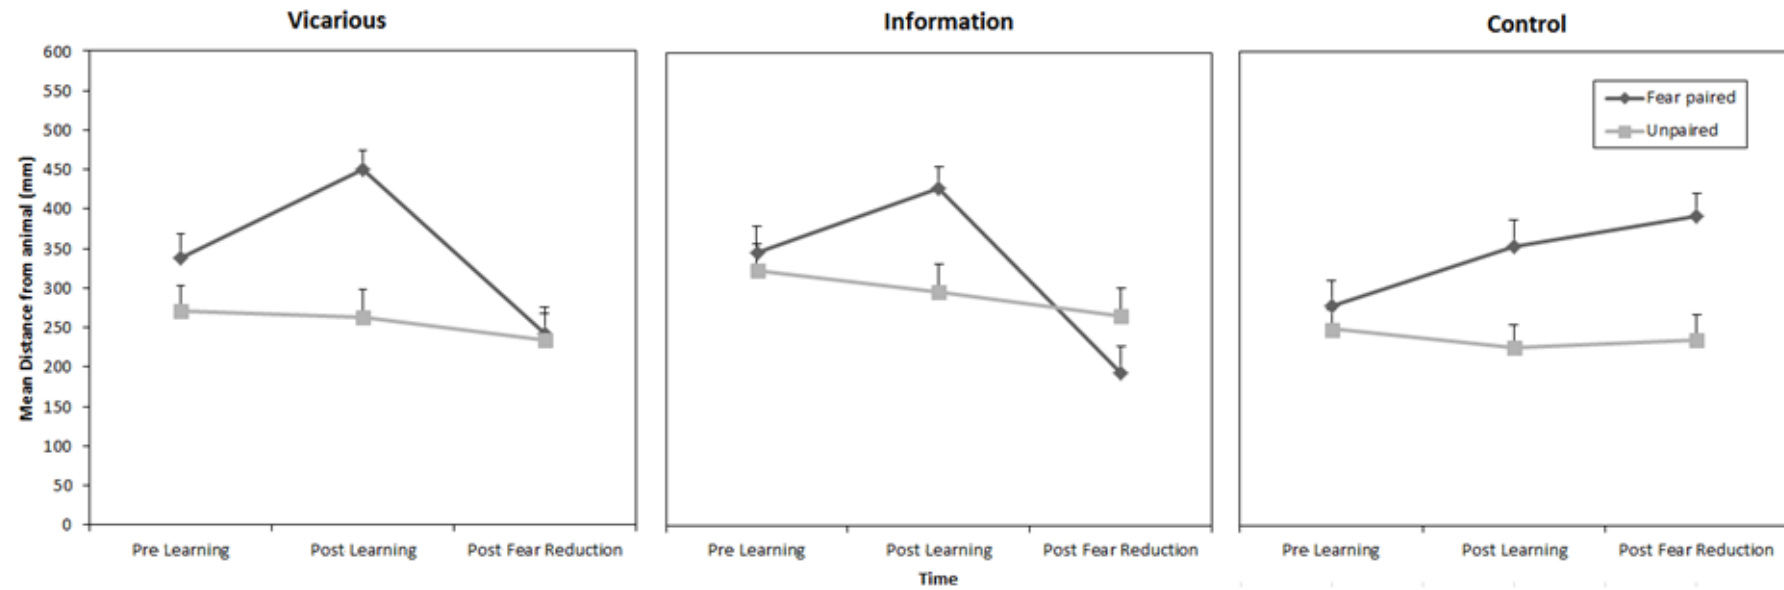 Vicarious
Information
Control
600
550
500
450
400
350
300
250
200
150
100
50
0
Mean Distance from animal (mm)
Fear paired
Unpaired
Pre Learning
Post Learning
Post Fear Reduction
Pre Learning
Post Learning
Post Fear Reduction
Pre Learning
Post Learning
Post Fear Reduction
Time